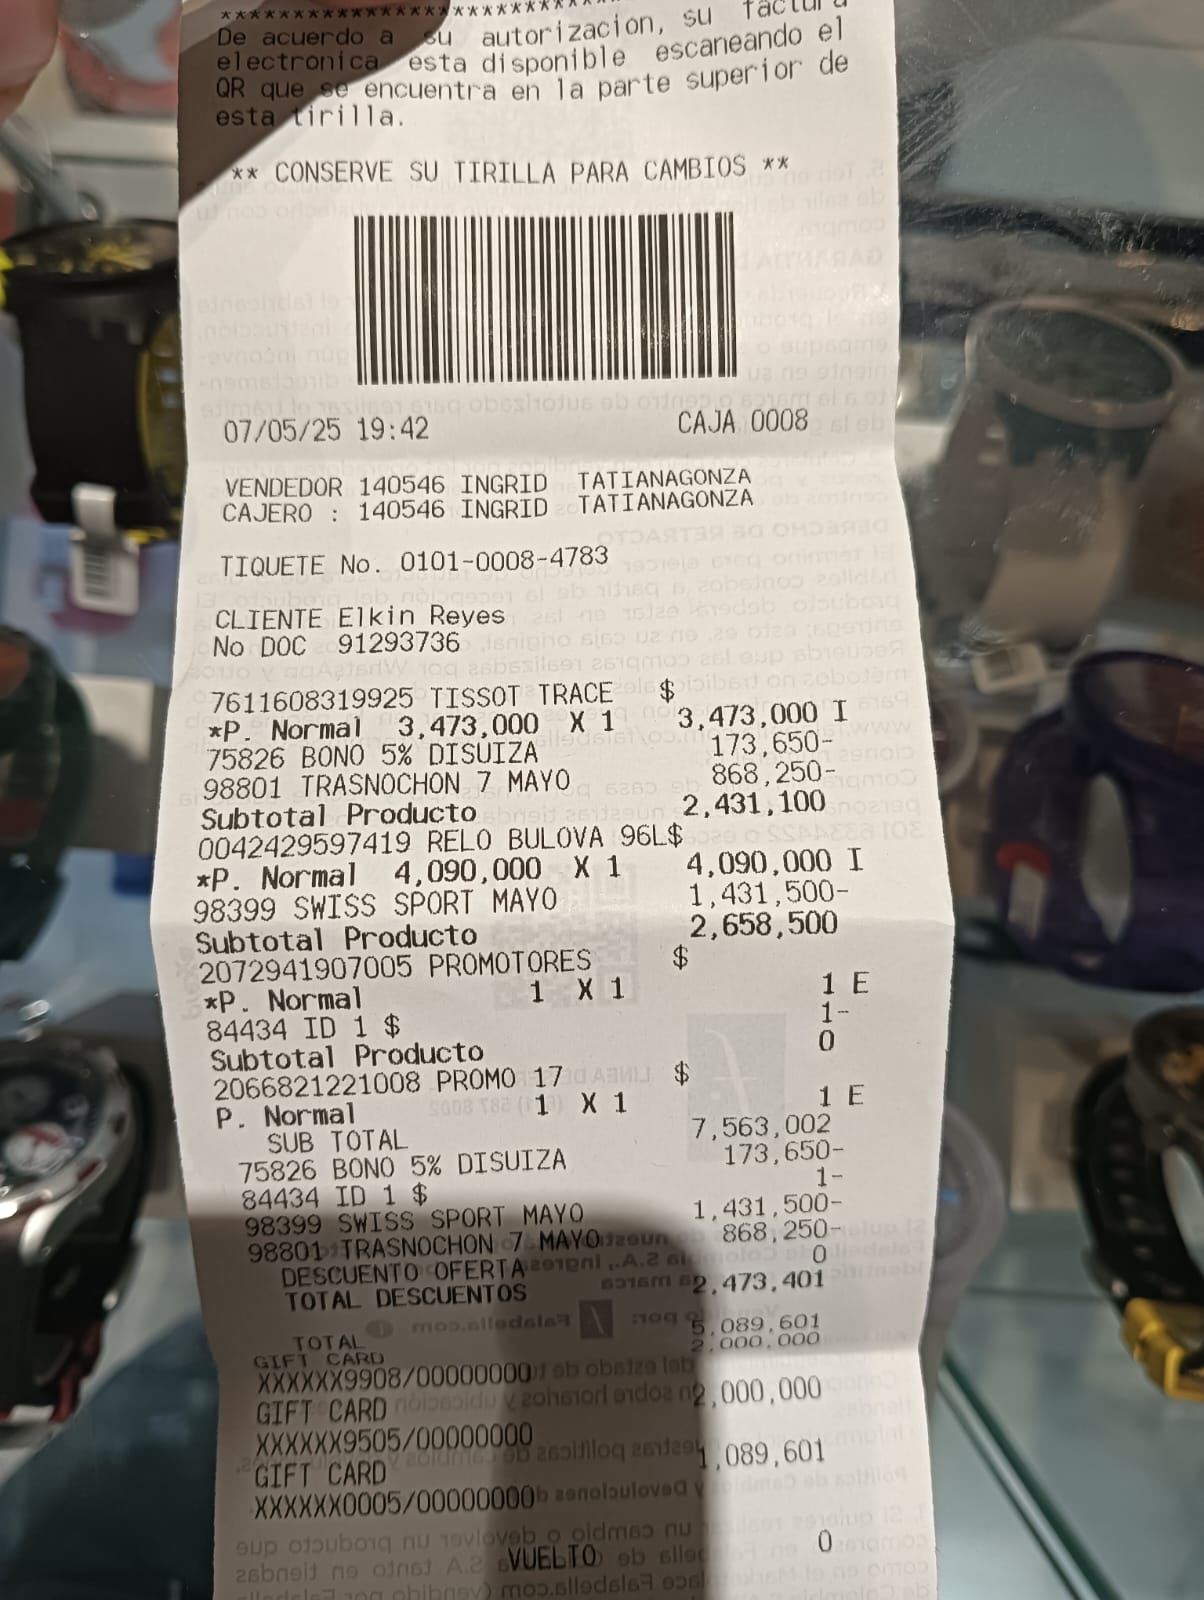 ************************
De acuerdo a su autorizacion, su factura
electronica esta disponible escaneando el
QR que se encuentra en la parte superior de
esta tirilla.
** CONSERVE SU TIRILLA PARA CAMBIOS **
07/05/25 19:42 CAJA 0008
VENDEDOR 140546 INGRID TATIANAGONZA
CAJERO : 140546 INGRID TATIANAGONZA
TIQUETE No. 0101-0008-4783
CLIENTE Elkin Reyes
No DOC 91293736
7611608319925 TISSOT TRACE $
*P. Normal 3,473,000 X 1 3,473,000 I
75826 BONO 5% DISUIZA 173,650-
98801 TRASNOCHON 7 MAYO 868,250-
Subtotal Producto 2,431,100
0042429597419 RELO BULOVA 96L$
*P. Normal 4,090,000 X 1 4,090,000 I
98399 SWISS SPORT MAYO 1,431,500-
Subtotal Producto 2,658,500
2072941907005 PROMOTORES $
*P. Normal 1 X 1 1 E
84434 ID 1 $ 1-
Subtotal Producto 0
2066821221008 PROMO 17 $
P. Normal 1 X 1 1 E
SUB TOTAL 7,563,002
75826 BONO 5% DISUIZA 173,650-
84434 ID 1 $ 1-
98399 SWISS SPORT MAYO 1,431,500-
98801 TRASNOCHON 7 MAYO 868,250-
DESCUENTO OFERTA 0
TOTAL DESCUENTOS 2,473,401
TOTAL 5,089,601
GIFT CARD 2,000,000
XXXXXX9908/00000000
GIFT CARD 2,000,000
XXXXXX9505/00000000
GIFT CARD 1,089,601
XXXXXX0005/00000000
VUELTO 0